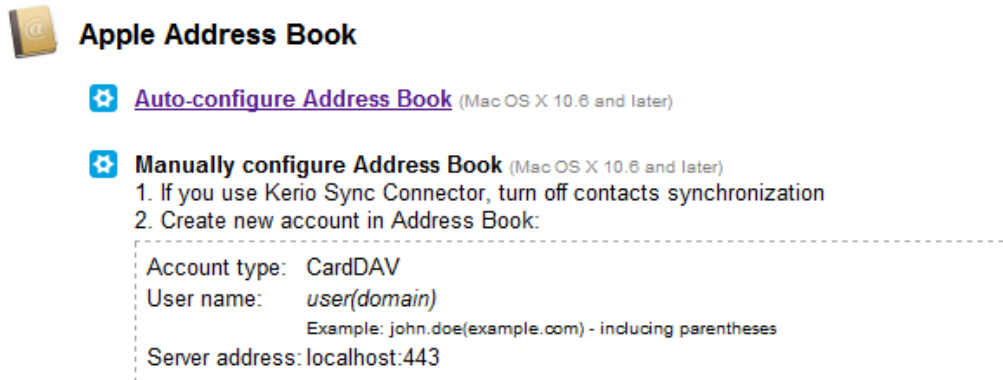 Apple Address Book
Auto-configure Address Book (Mac OS X 10.6 and later)
Manually configure Address Book (Mac OS X 10.6 and later)
1. If you use Kerio Sync Connector, turn off contacts synchronization
2. Create new account in Address Book:
Account type: CardDAV
User name: user(domain)
Example: john.doe(example.com) - including parentheses
Server address: localhost:443